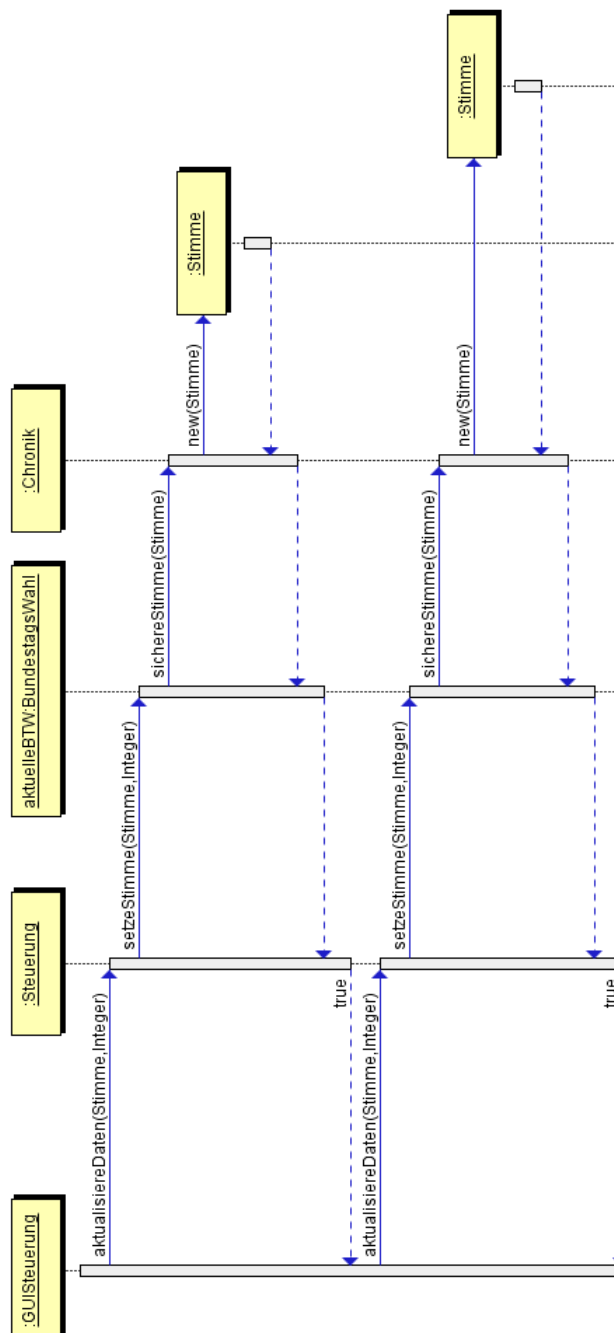 :GUISteuerung
:Steuerung
aktuelleBTW:BundestagsWahl
:Chronik
aktualisiereDaten(Stimme,Integer)
setzeStimme(Stimme,Integer)
sichereStimme(Stimme)
new(Stimme)
:Stimme
true
aktualisiereDaten(Stimme,Integer)
setzeStimme(Stimme,Integer)
sichereStimme(Stimme)
new(Stimme)
:Stimme
true